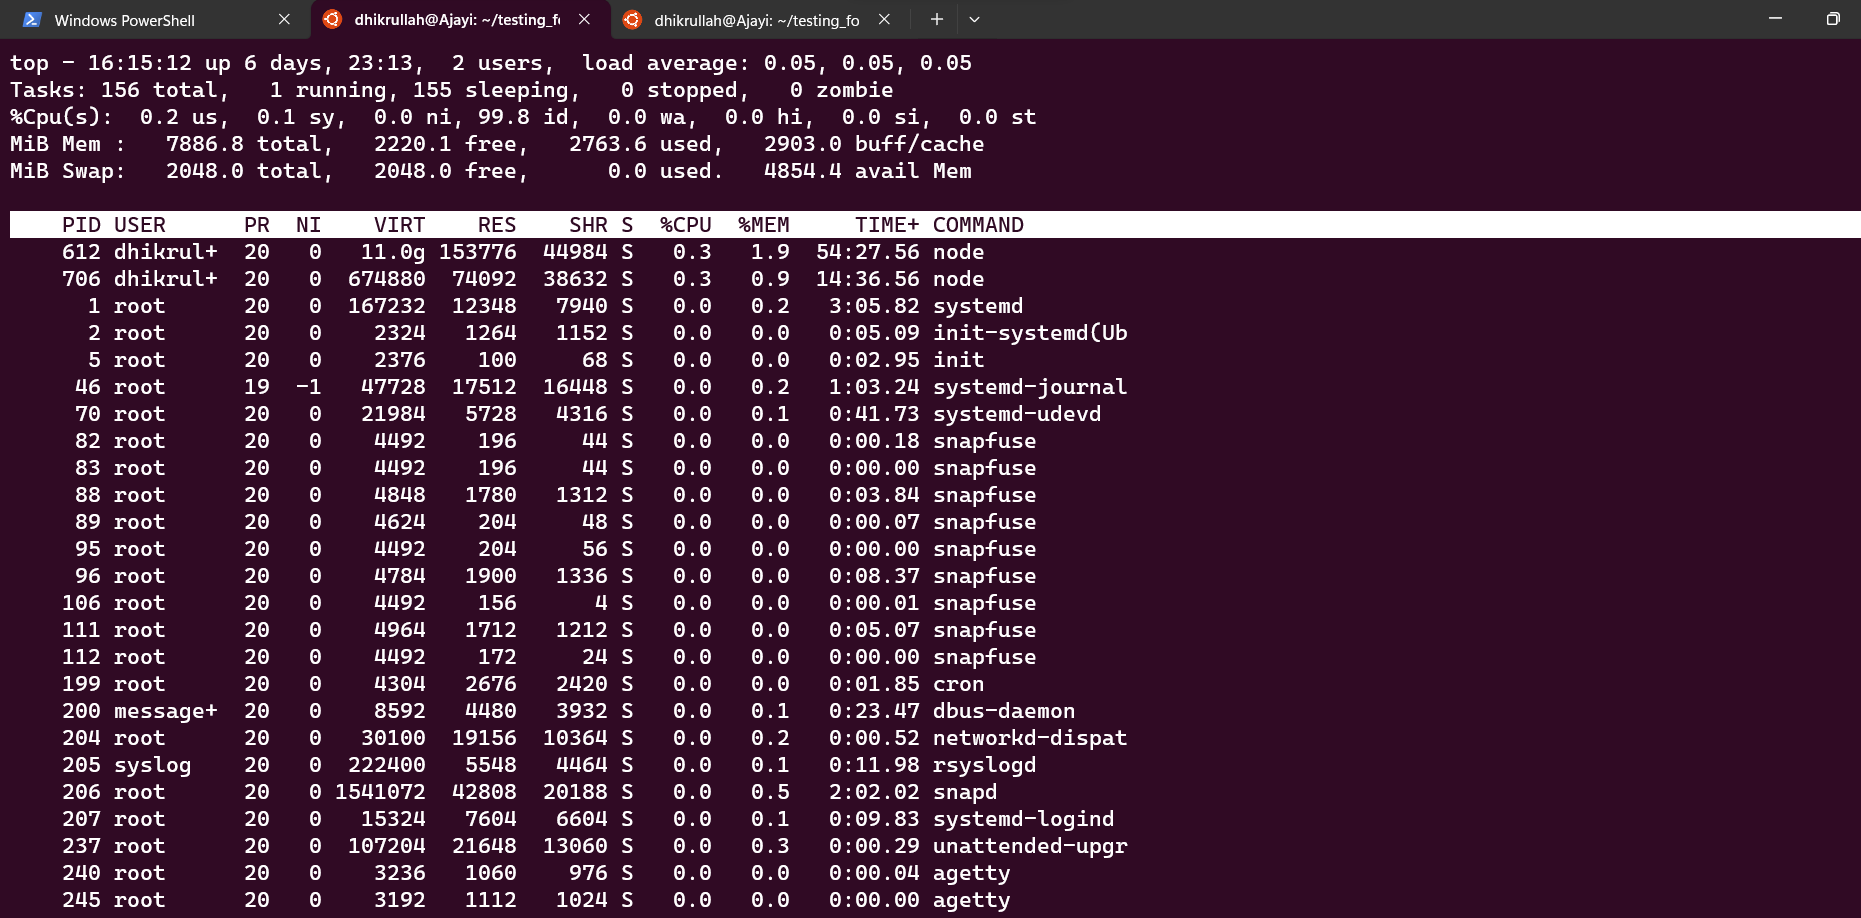 Windows PowerShell
dhikrullah@Ajayi: ~/testing_f
dhikrullah@Ajayi: ~/testing_fo
top - 16:15:12 up 6 days, 23:13,  2 users,  load average: 0.05, 0.05, 0.05
Tasks: 156 total,   1 running, 155 sleeping,   0 stopped,   0 zombie
%Cpu(s):  0.2 us,  0.1 sy,  0.0 ni, 99.8 id,  0.0 wa,  0.0 hi,  0.0 si,  0.0 st
MiB Mem :   7886.8 total,   2220.1 free,   2763.6 used,   2903.0 buff/cache
MiB Swap:   2048.0 total,   2048.0 free,      0.0 used.   4854.4 avail Mem
    PID USER      PR  NI    VIRT    RES    SHR S  %CPU  %MEM     TIME+ COMMAND
    612 dhikrul+  20   0   11.0g 153776  44984 S   0.3   1.9  54:27.56 node
    706 dhikrul+  20   0  674880  74092  38632 S   0.3   0.9  14:36.56 node
      1 root      20   0  167232  12348   7940 S   0.0   0.2   3:05.82 systemd
      2 root      20   0    2324   1264   1152 S   0.0   0.0   0:05.09 init-systemd(Ub
      5 root      20   0    2376    100     68 S   0.0   0.0   0:02.95 init
     46 root      19  -1   47728  17512  16448 S   0.0   0.2   1:03.24 systemd-journal
     70 root      20   0   21984   5728   4316 S   0.0   0.1   0:41.73 systemd-udevd
     82 root      20   0    4492    196     44 S   0.0   0.0   0:00.18 snapfuse
     83 root      20   0    4492    196     44 S   0.0   0.0   0:00.00 snapfuse
     88 root      20   0    4848   1780   1312 S   0.0   0.0   0:03.84 snapfuse
     89 root      20   0    4624    204     48 S   0.0   0.0   0:00.07 snapfuse
     95 root      20   0    4492    204     56 S   0.0   0.0   0:00.00 snapfuse
     96 root      20   0    4784   1900   1336 S   0.0   0.0   0:08.37 snapfuse
    106 root      20   0    4492    156      4 S   0.0   0.0   0:00.01 snapfuse
    111 root      20   0    4964   1712   1212 S   0.0   0.0   0:05.07 snapfuse
    112 root      20   0    4492    172     24 S   0.0   0.0   0:00.00 snapfuse
    199 root      20   0    4304   2676   2420 S   0.0   0.0   0:01.85 cron
    200 message+  20   0    8592   4480   3932 S   0.0   0.1   0:23.47 dbus-daemon
    204 root      20   0   30100  19156  10364 S   0.0   0.2   0:00.52 networkd-dispat
    205 syslog    20   0  222400   5548   4464 S   0.0   0.1   0:11.98 rsyslogd
    206 root      20   0 1541072  42808  20188 S   0.0   0.5   2:02.02 snapd
    207 root      20   0   15324   7604   6604 S   0.0   0.1   0:09.83 systemd-logind
    237 root      20   0  107204  21648  13060 S   0.0   0.3   0:00.29 unattended-upgr
    240 root      20   0    3236   1060    976 S   0.0   0.0   0:00.04 agetty
    245 root      20   0    3192   1112   1024 S   0.0   0.0   0:00.00 agetty